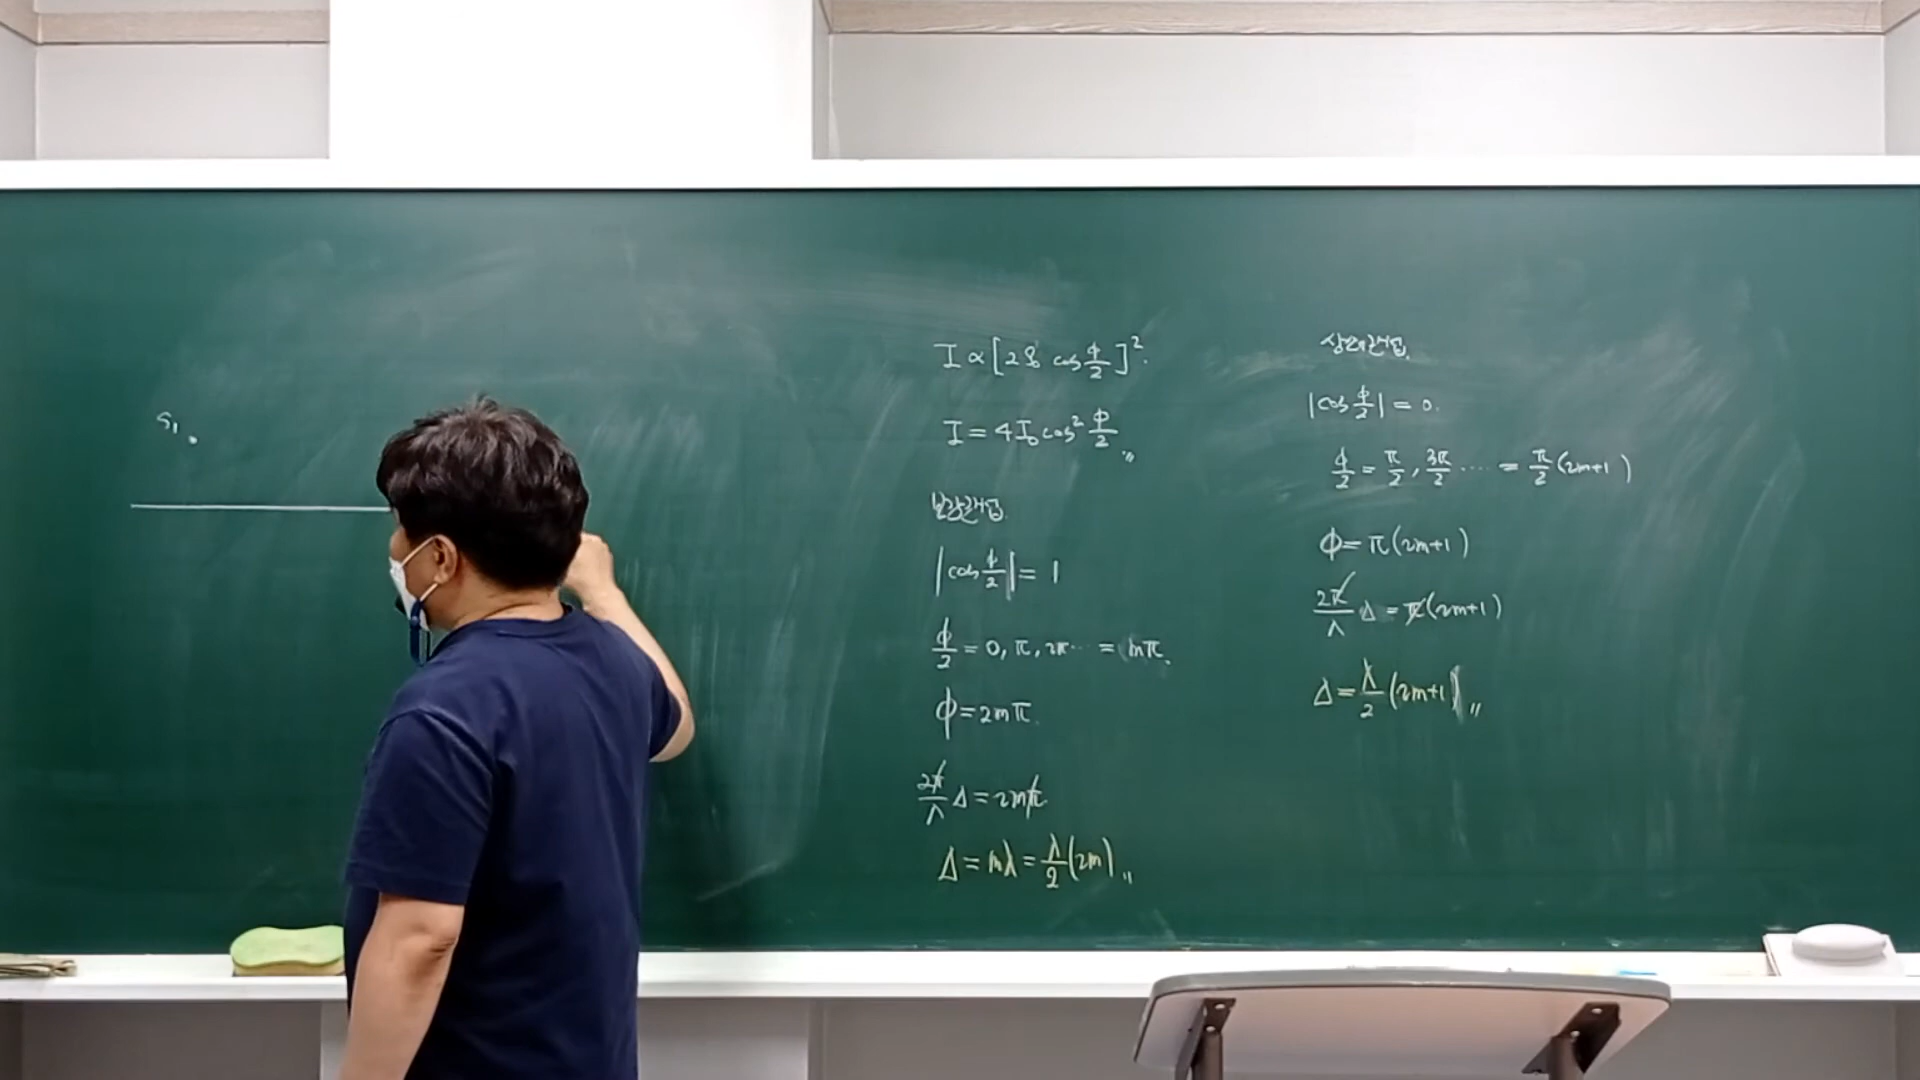 S₁
I ∝ [2y₀ cos ϕ/2]².
I = 4I₀ cos² ϕ/2 〃
보강간섭.
|cos ϕ/2| = 1
ϕ/2 = 0, π, 2π ⋯ = mπ.
ϕ = 2mπ.
2π/λ Δ = 2mπ.
Δ = mλ = λ/2 (2m) 〃
상쇄간섭.
|cos ϕ/2| = 0.
ϕ/2 = π/2, 3π/2 ⋯⋯ = π/2 (2m+1)
ϕ = π(2m+1)
2π/λ Δ = π(2m+1)
Δ = λ/2 (2m+1) 〃